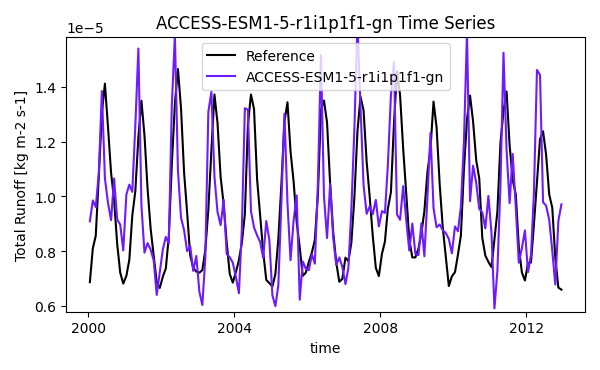 ACCESS-ESM1-5-r1i1p1f1-gn Time Series
1e−5
Reference
ACCESS-ESM1-5-r1i1p1f1-gn
Total Runoff [kg m-2 s-1]
1.4
1.2
1.0
0.8
0.6
2000
2004
2008
2012
time